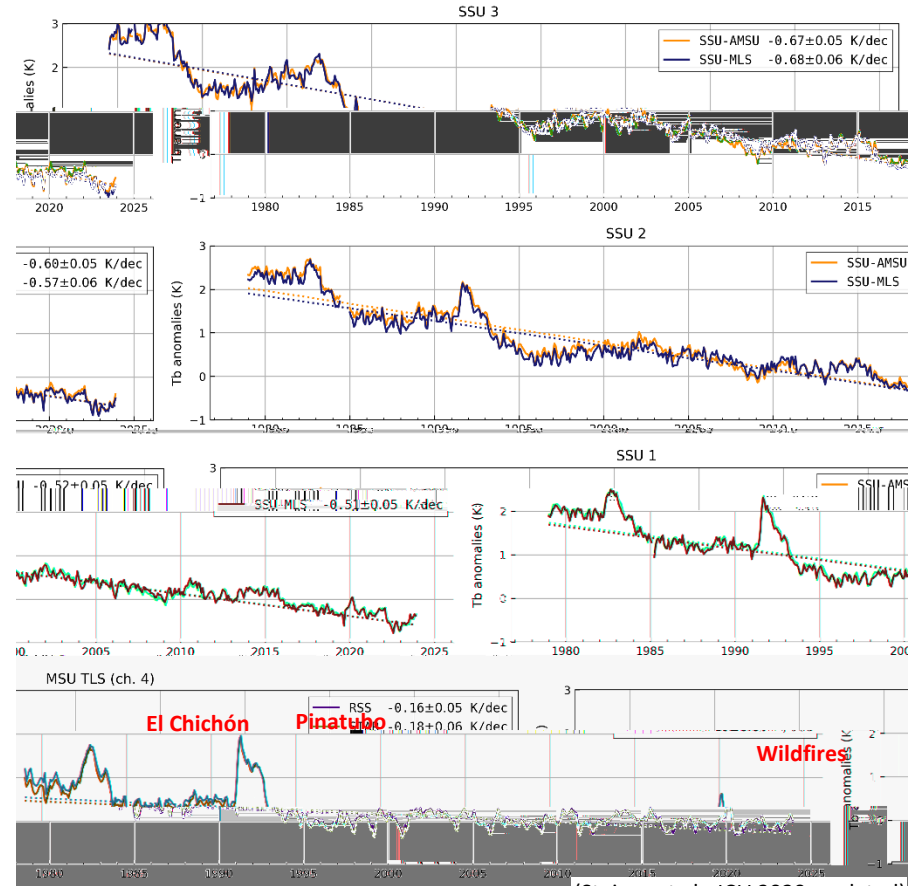 SSU 3
3
2
SSU-AMSU -0.67±0.05 K/dec
SSU-MLS -0.68±0.06 K/dec
-1
2020 2025 1980 1985 1990 1995 2000 2005 2010 2015
SSU 2
-0.60±0.05 K/dec
-0.57±0.06 K/dec
3
2
1
0
-1
Tb anomalies (K)
SSU-AMSU
SSU-MLS
SSU 1
3
-0.52±0.05 K/dec
SSU-MLS -0.51±0.05 K/dec
2
1
Tb anomalies (K)
2005 2010 2015 2020 2025 1980 1985 1990 1995
MSU TLS (ch. 4)
3
RSS -0.16±0.05 K/dec
-0.18±0.06 K/dec
El Chichón
Pinatubo
Wildfires
2
1
Tb anomalies (K)
1980 1985 1990 1995 2000 2005 2010 2015 2020 2025